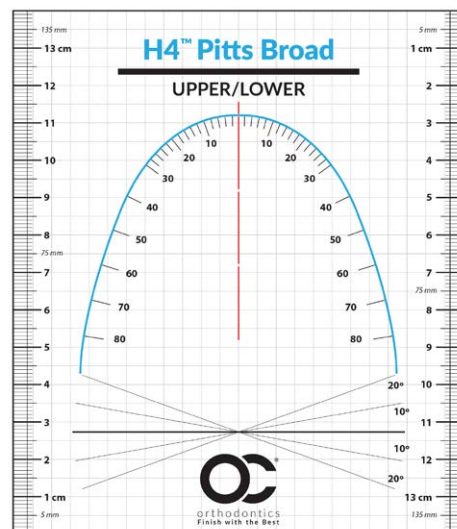 H4™ Pitts Broad
UPPER/LOWER
135 mm
13 cm
12
11
10
9
8
75 mm
7
6
5
4
3
2
1 cm
5 mm
5 mm
1 cm
2
3
4
5
6
7
75 mm
8
9
10
11
12
13 cm
135 mm
10 10
20 20
30 30
40 40
50 50
60 60
70 70
80 80
20°
10°
10°
20°
OC®
orthodontics
Finish with the Best